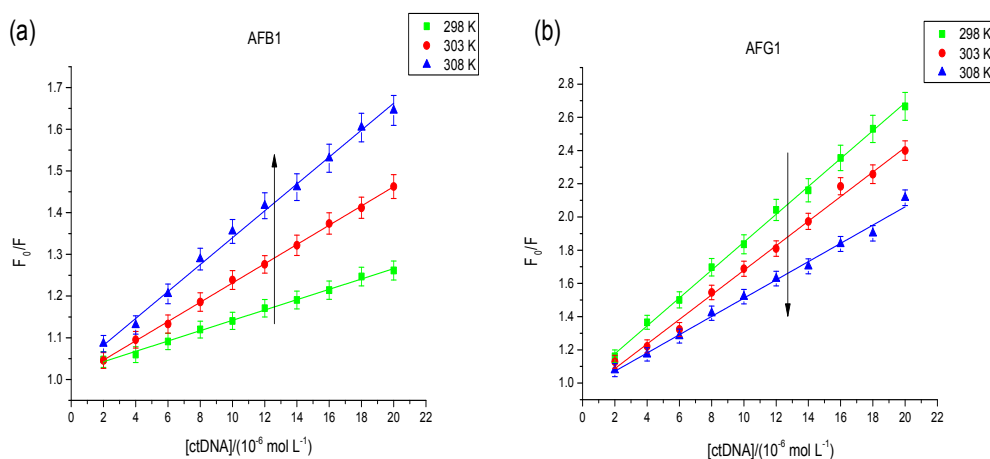 (a)
AFB1
298 K
303 K
308 K
F₀/F
1.7
1.6
1.5
1.4
1.3
1.2
1.1
1.0
0 2 4 6 8 10 12 14 16 18 20 22
[ctDNA]/(10⁻⁶ mol L⁻¹)
(b)
AFG1
298 K
303 K
308 K
F₀/F
2.8
2.6
2.4
2.2
2.0
1.8
1.6
1.4
1.2
1.0
0 2 4 6 8 10 12 14 16 18 20 22
[ctDNA]/(10⁻⁶ mol L⁻¹)